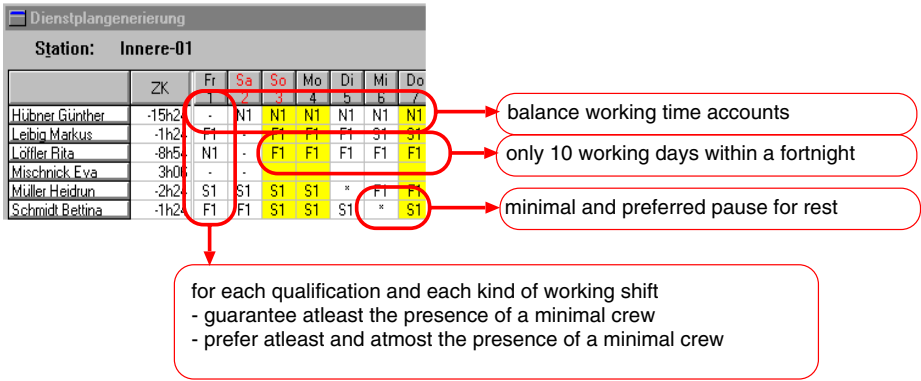 Dienstplangenerierung
Station: Innere-01
ZK Fr Sa So Mo Di Mi Do
1 2 3 4 5 6 7
Hübner Günther -15h24 - N1 N1 N1 N1 N1 N1
balance working time accounts
Leibig Markus -1h24 F1 - F1 F1 F1 S1 S1
Löffler Rita -8h54 N1 - F1 F1 F1 F1 F1
only 10 working days within a fortnight
Mischnick Eva 3h06 - -
Müller Heidrun -2h24 S1 S1 S1 S1 * F1 F1
Schmidt Bettina -1h24 F1 F1 S1 S1 S1 * S1
minimal and preferred pause for rest
for each qualification and each kind of working shift
- guarantee atleast the presence of a minimal crew
- prefer atleast and atmost the presence of a minimal crew